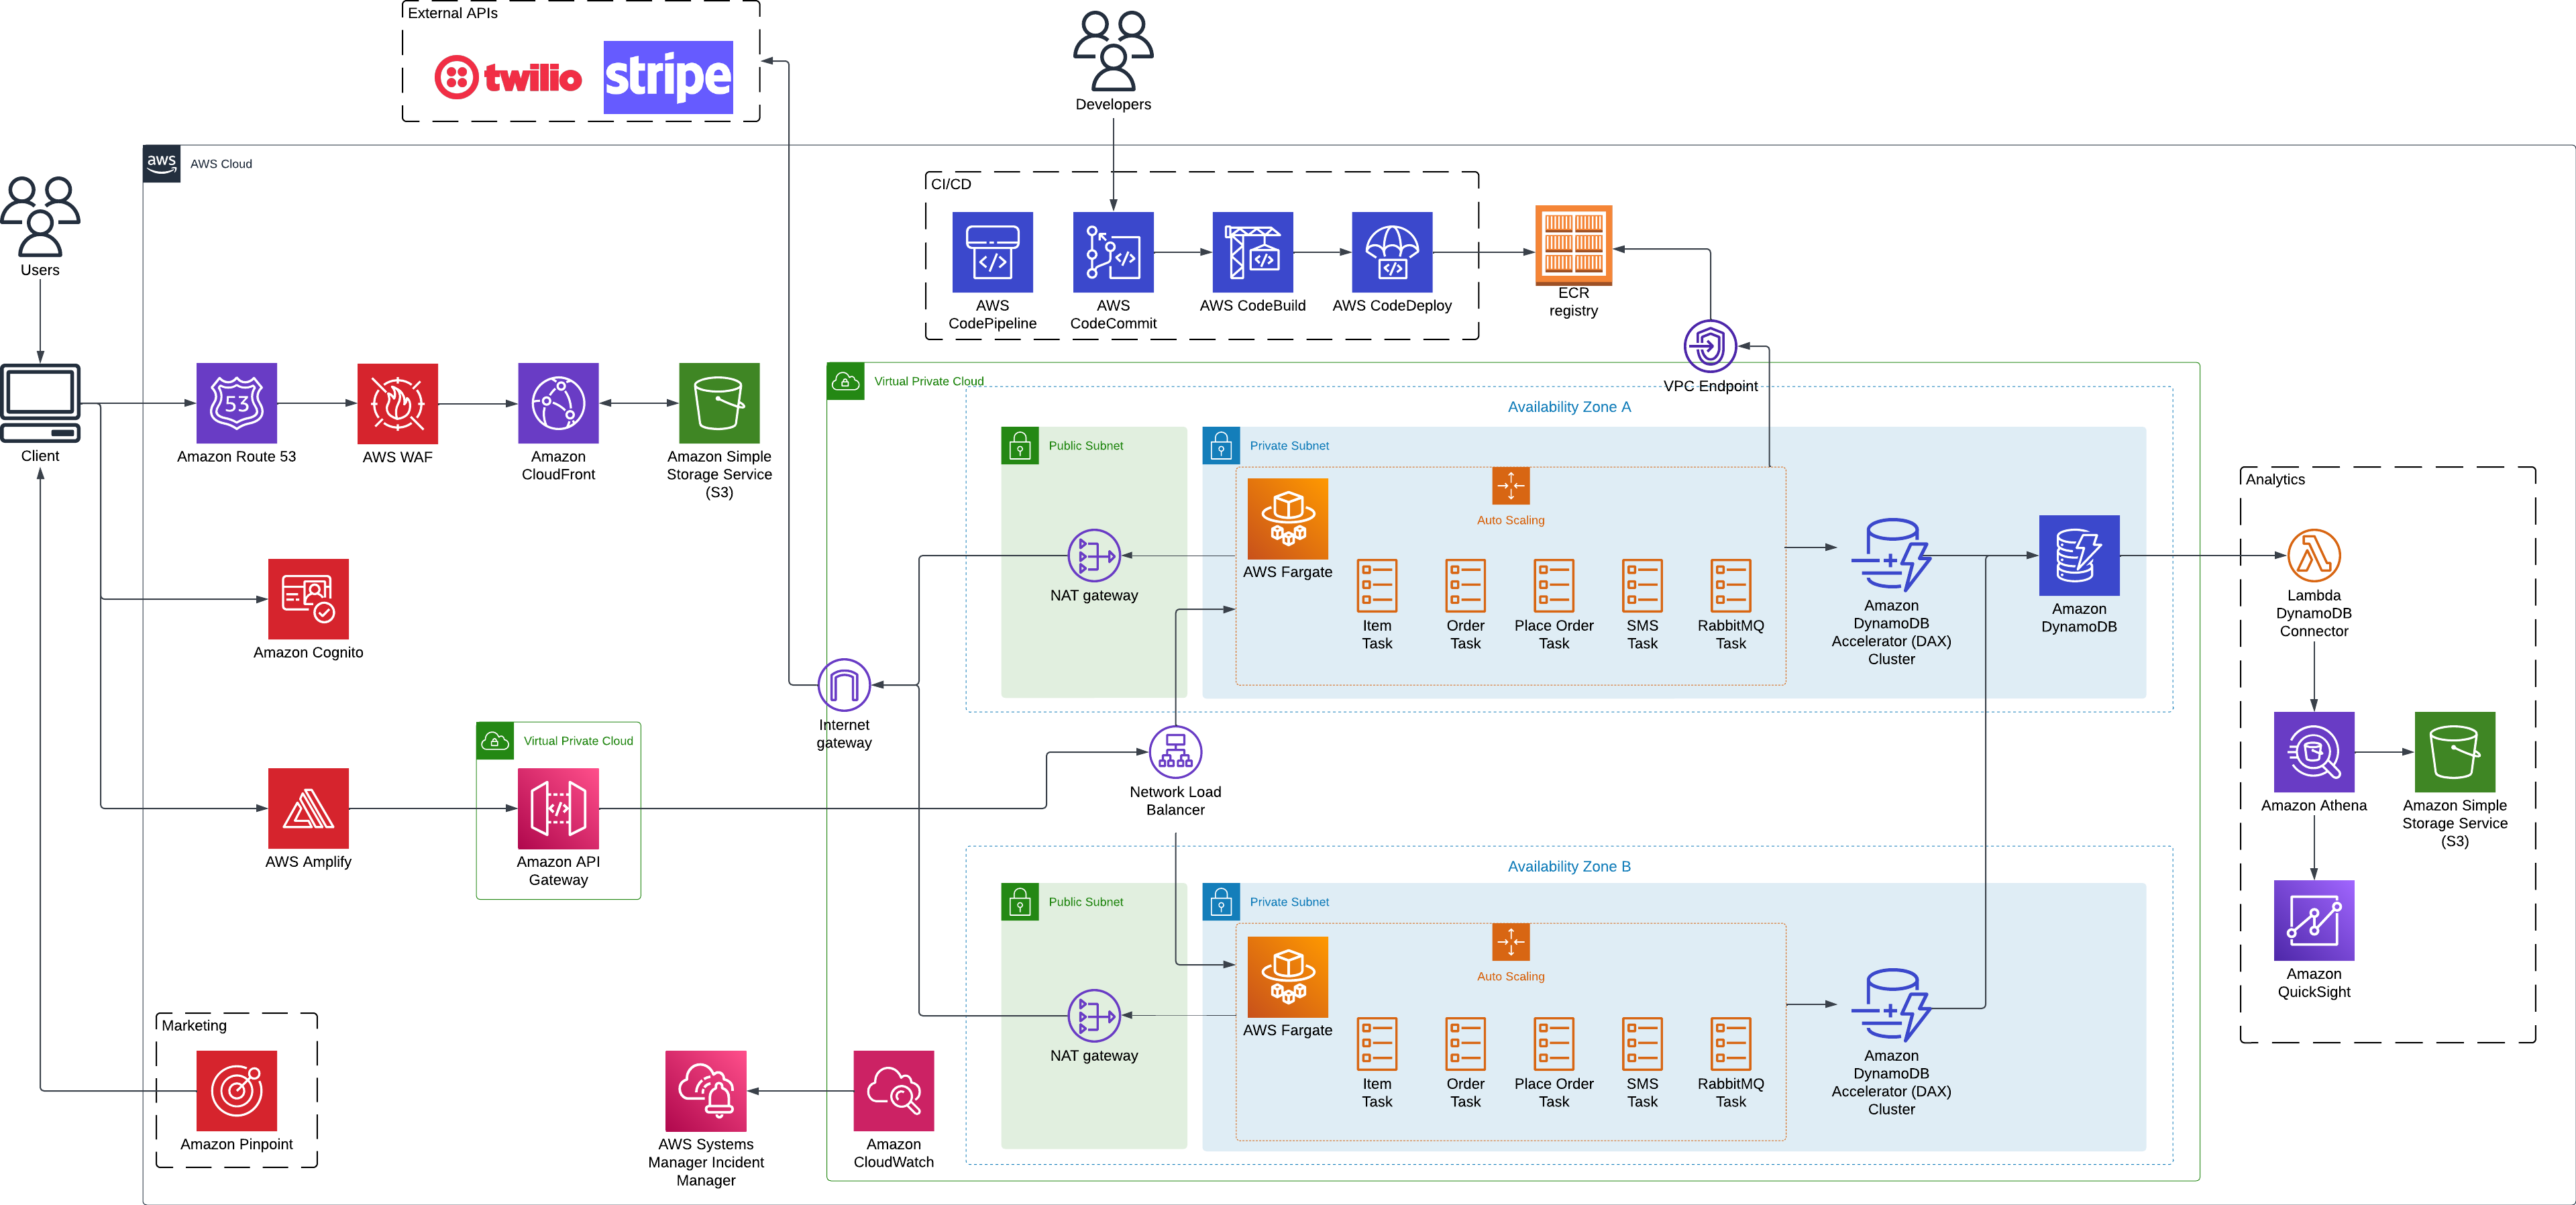 External APIs
twilio
stripe
Developers
aws
AWS Cloud
Users
CI/CD
AWS
CodePipeline
AWS
CodeCommit
AWS CodeBuild
AWS CodeDeploy
ECR
registry
VPC Endpoint
Client
53
Amazon Route 53
AWS WAF
Amazon
CloudFront
Amazon Simple
Storage Service
(S3)
Virtual Private Cloud
Availability Zone A
Public Subnet
NAT gateway
Private Subnet
AWS Fargate
Auto Scaling
Item
Task
Order
Task
Place Order
Task
SMS
Task
RabbitMQ
Task
Amazon
DynamoDB
Accelerator (DAX)
Cluster
Amazon
DynamoDB
Analytics
Lambda
DynamoDB
Connector
Amazon Athena
Amazon Simple
Storage Service
(S3)
Amazon
QuickSight
Amazon Cognito
Internet
gateway
Virtual Private Cloud
AWS Amplify
Amazon API
Gateway
Network Load
Balancer
Availability Zone B
Public Subnet
NAT gateway
Private Subnet
AWS Fargate
Auto Scaling
Item
Task
Order
Task
Place Order
Task
SMS
Task
RabbitMQ
Task
Amazon
DynamoDB
Accelerator (DAX)
Cluster
Marketing
Amazon Pinpoint
AWS Systems
Manager Incident
Manager
Amazon
CloudWatch